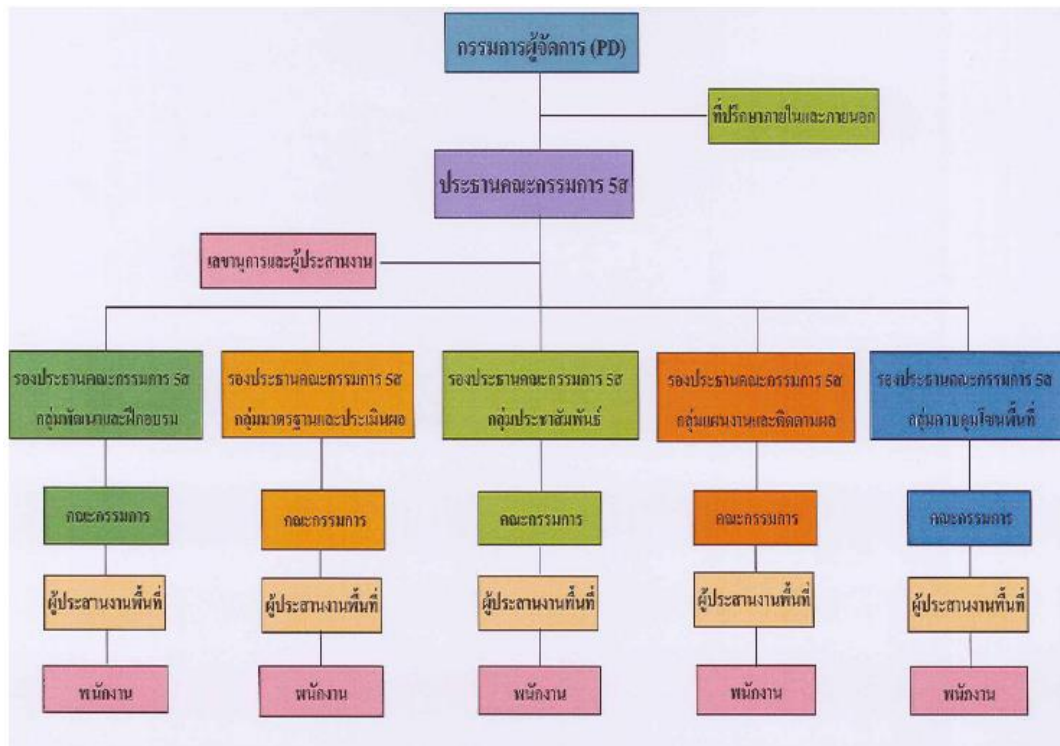 กรรมการผู้จัดการ (PD)
ที่ปรึกษาภายในและภายนอก
ประธานคณะกรรมการ 5ส
เลขานุการและผู้ประสานงาน
รองประธานคณะกรรมการ 5ส
กลุ่มพัฒนาและฝึกอบรม
รองประธานคณะกรรมการ 5ส
กลุ่มมาตรฐานและประเมินผล
รองประธานคณะกรรมการ 5ส
กลุ่มประชาสัมพันธ์
รองประธานคณะกรรมการ 5ส
กลุ่มแผนงานและติดตามผล
รองประธานคณะกรรมการ 5ส
กลุ่มควบคุมโซนพื้นที่
คณะกรรมการ
คณะกรรมการ
คณะกรรมการ
คณะกรรมการ
คณะกรรมการ
ผู้ประสานงานพื้นที่
ผู้ประสานงานพื้นที่
ผู้ประสานงานพื้นที่
ผู้ประสานงานพื้นที่
ผู้ประสานงานพื้นที่
พนักงาน
พนักงาน
พนักงาน
พนักงาน
พนักงาน